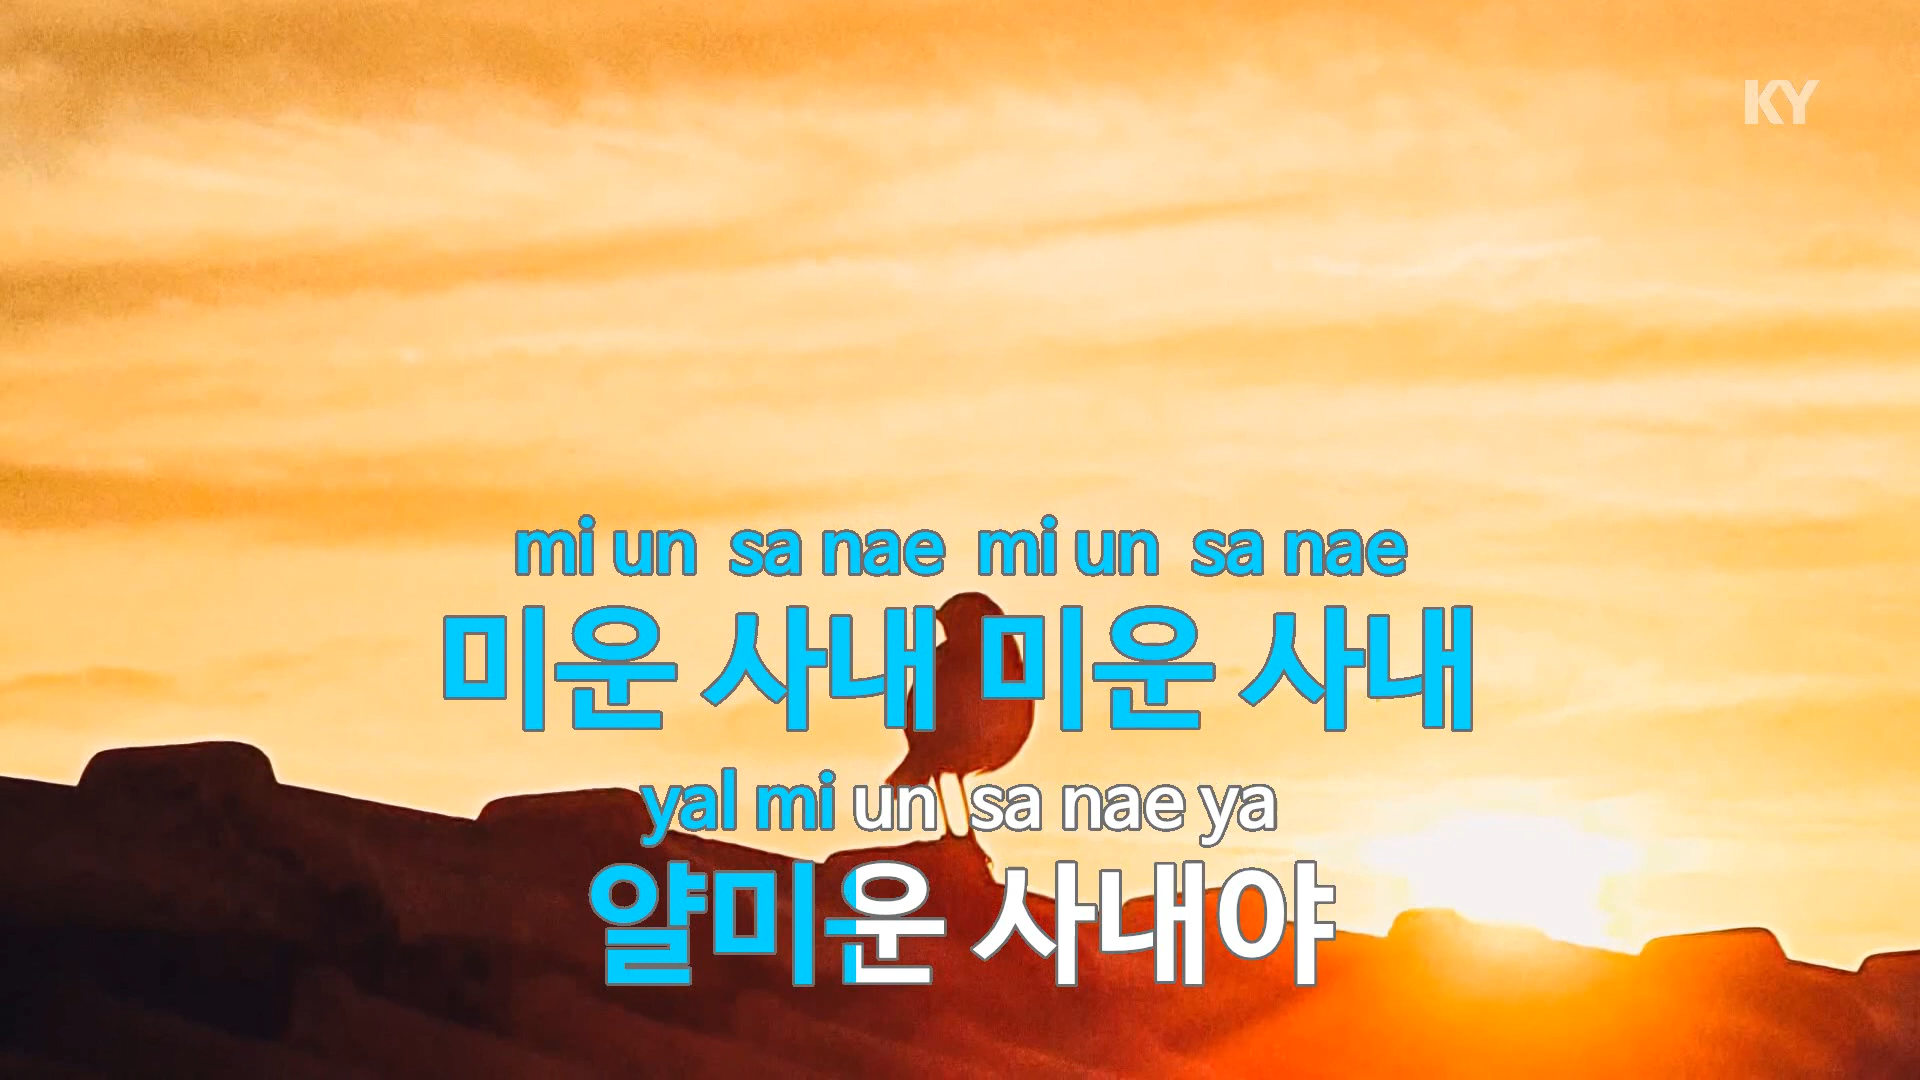 KY
mi un sa nae mi un sa nae
미운 사내 미운 사내
yal mi un sa nae ya
얄미운 사내야